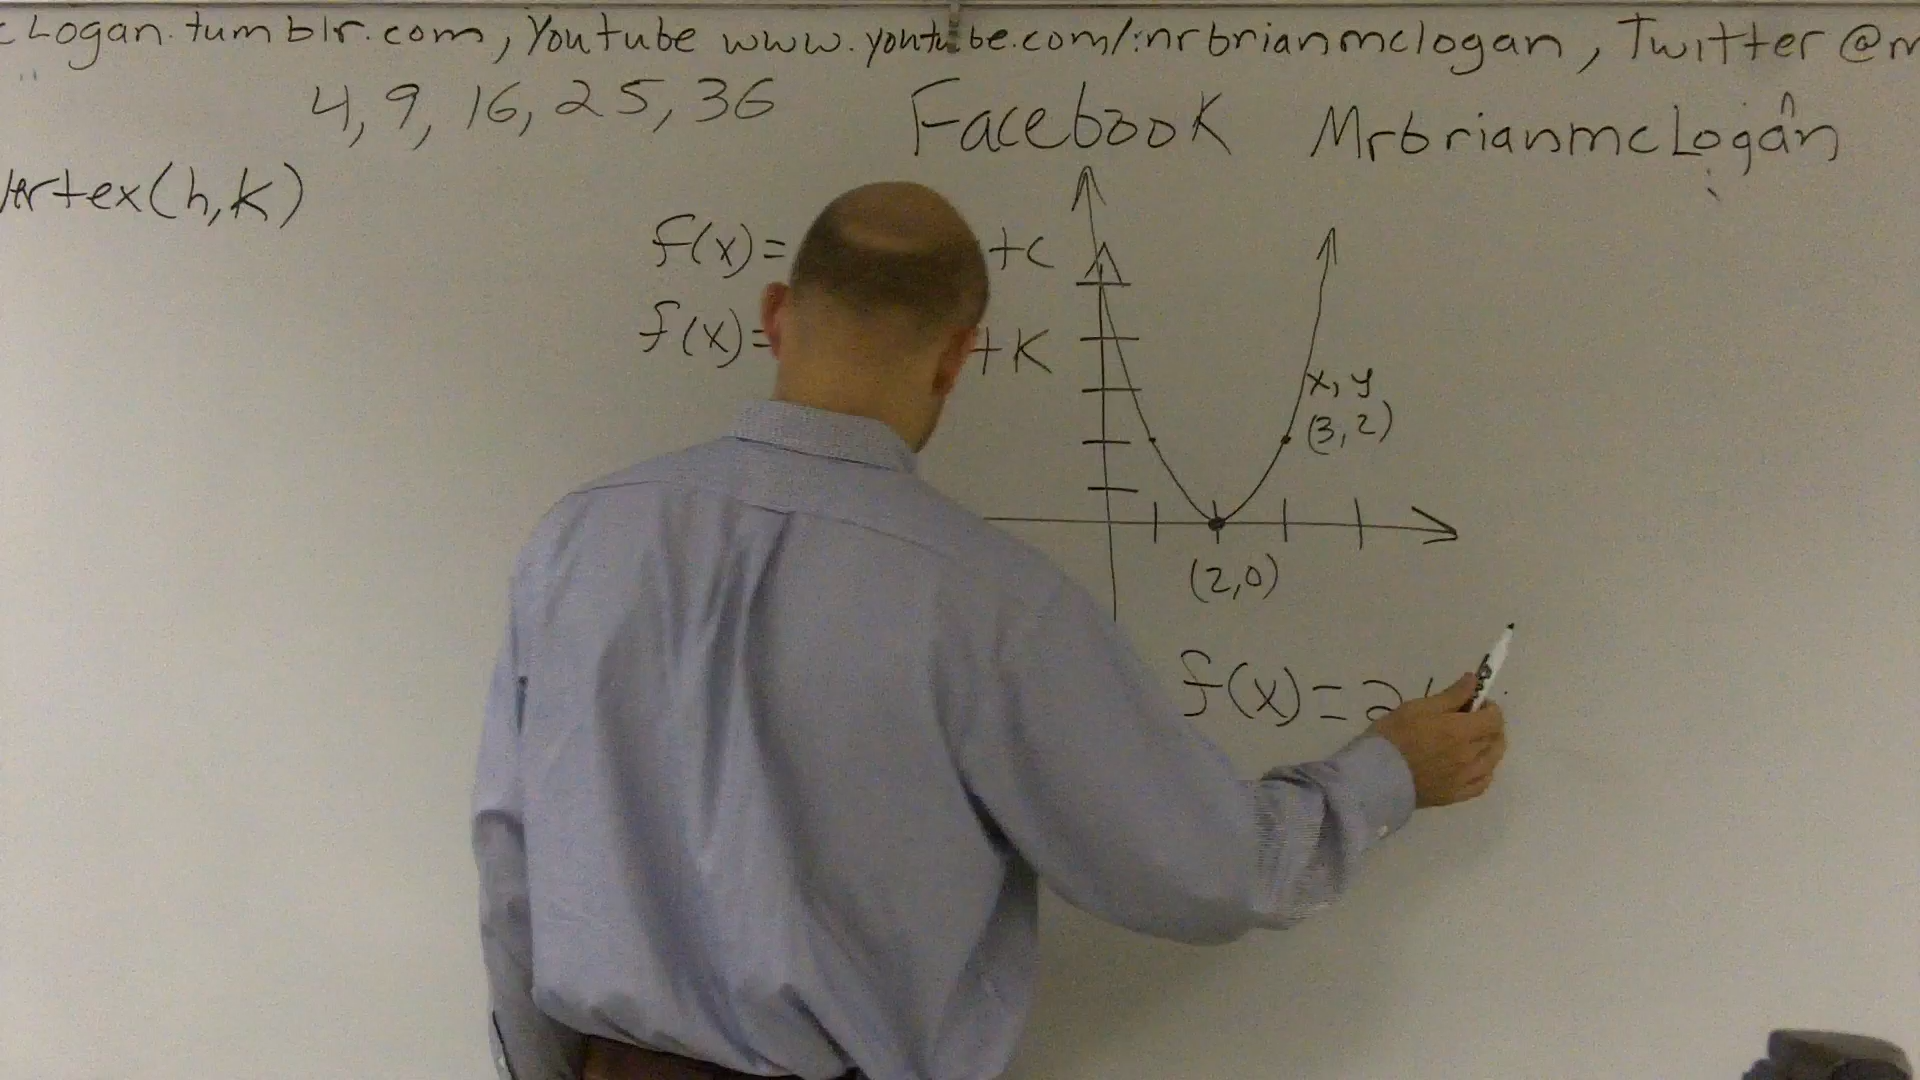 cLogan.tumblr.com, Youtube www.youtube.com/mrbrianmclogan, Twitter @m
4, 9, 16, 25, 36
Facebook MrbrianmcLogan
Vertex(h,k)
f(x)= +c
f(x)= +K
x, y
(3,2)
(2,0)
f(x)=2(